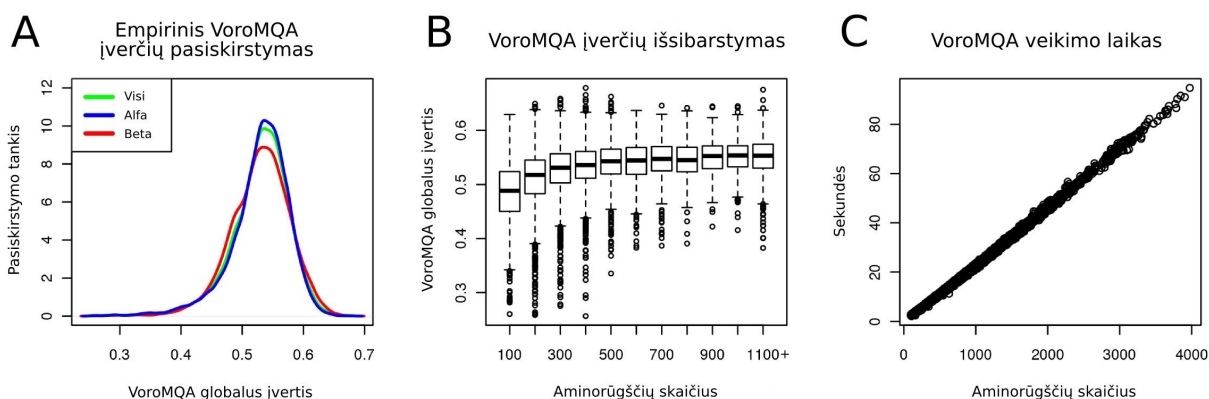 A
Empirinis VoroMQA
įverčių pasiskirstymas
Pasiskirstymo tankis
12
10
8
6
4
2
0
Visi
Alfa
Beta
0.3 0.4 0.5 0.6 0.7
VoroMQA globalus įvertis
B
VoroMQA įverčių išsibarstymas
VoroMQA globalus įvertis
0.6
0.5
0.4
0.3
100 300 500 700 900 1100+
Aminorūgščių skaičius
C
VoroMQA veikimo laikas
Sekundės
80
60
40
20
0
0 1000 2000 3000 4000
Aminorūgščių skaičius